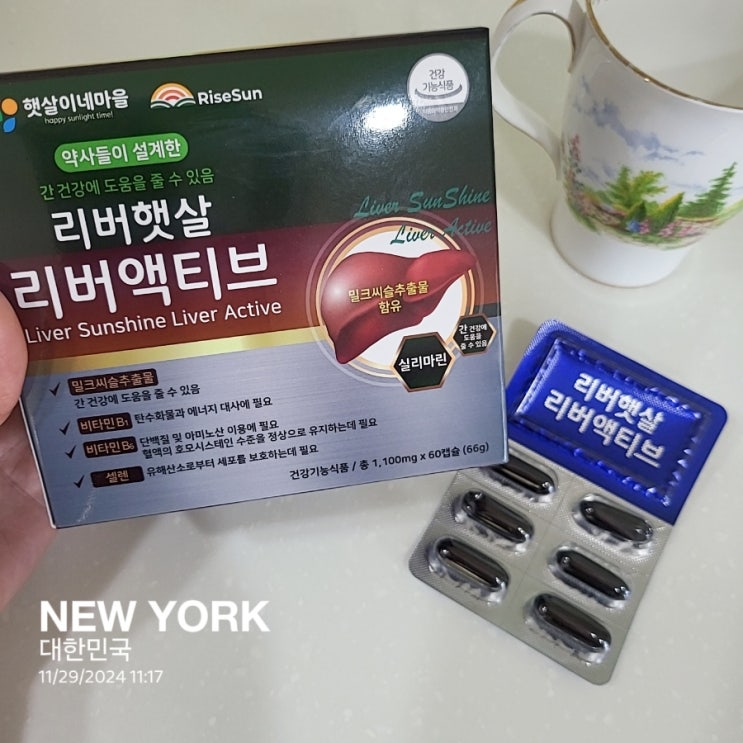 햇살이네마을
happy sunlight time!
RiseSun
건강
기능식품
약사들이 설계한
간 건강에 도움을 줄 수 있음
리버햇살
리버액티브
Liver Sunshine Liver Active
Liver SunShine
Liver Active
밀크씨슬추출물
함유
실리마린
간 건강에
도움을
줄 수 있음
밀크씨슬추출물
간 건강에 도움을 줄 수 있음
비타민 B1 탄수화물과 에너지 대사에 필요
비타민 B6 단백질 및 아미노산 이용에 필요
혈액의 호모시스테인 수준을 정상으로 유지하는데 필요
셀렌 유해산소로부터 세포를 보호하는데 필요
건강기능식품 / 총 1,100mg x 60캡슐 (66g)
리버햇살
리버액티브
NEW YORK
대한민국
11/29/2024 11:17